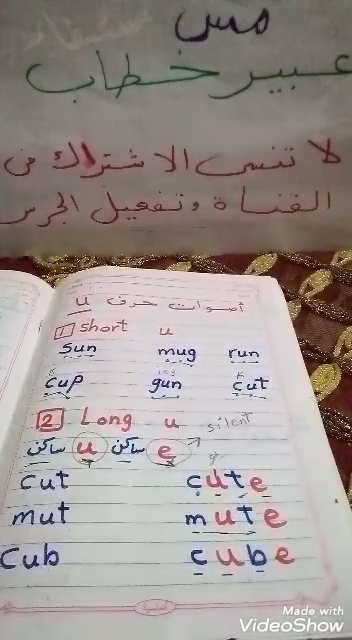 مس
عبير خطاب
لا تنسى الاشتراك فى
القناة وتفعيل الجرس
أصوات حرف u
1 short u
sun mug run
k k
cup gun cut
2 Long u silent
ساكن u ساكن e
cut cute
mut mute
cub cube
Made with
VideoShow